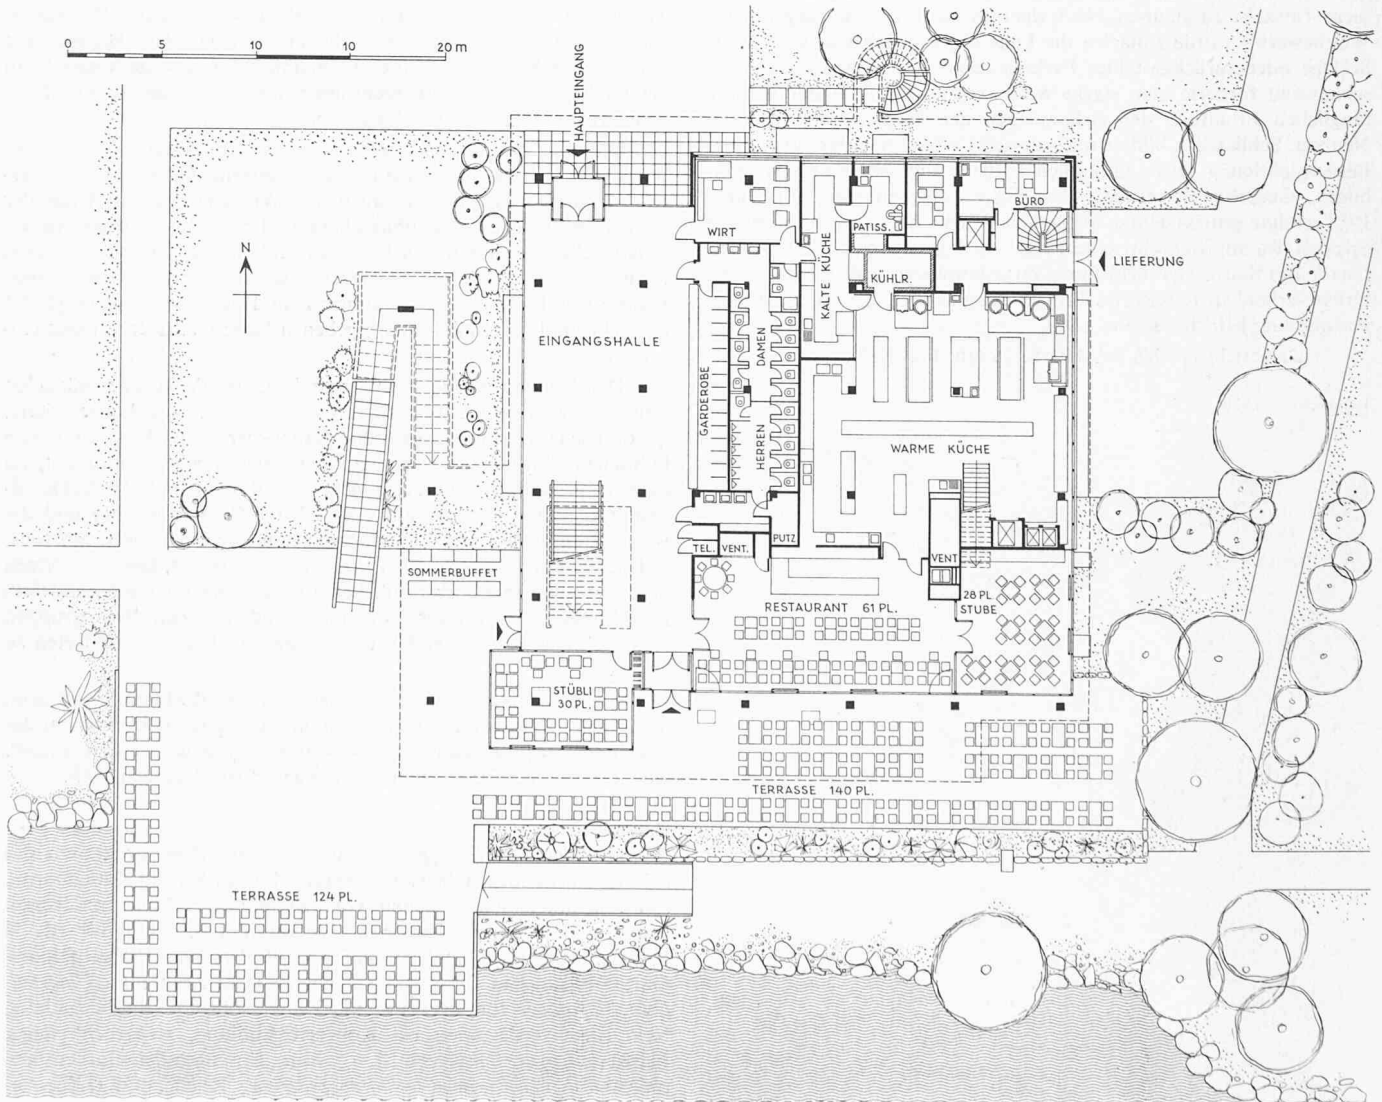 0 5 10 10 20 m
HAUPTEINGANG
N
WIRT
KALTE KÜCHE
PATISS.
BÜRO
KÜHLR.
LIEFERUNG
EINGANGSHALLE
GARDEROBE
DAMEN
HERREN
WARME KÜCHE
PUTZ
TEL.
VENT.
VENT
SOMMERBUFFET
RESTAURANT 61 PL.
28 PL.
STUBE
STÜBLI
30 PL.
TERRASSE 140 PL.
TERRASSE 124 PL.